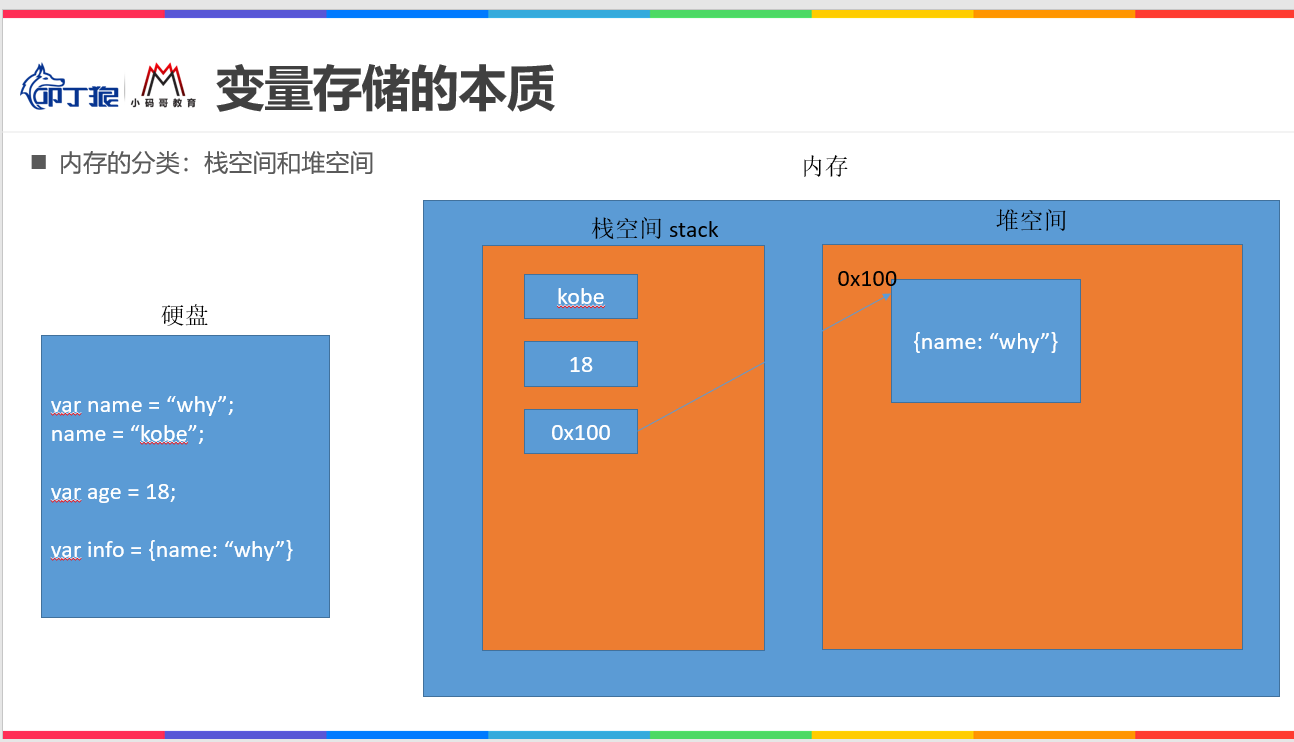 叩丁狼
小码哥教育
变量存储的本质
内存的分类：栈空间和堆空间
内存
栈空间 stack
堆空间
硬盘
var name = “why”;
name = “kobe”;
var age = 18;
var info = {name: “why”}
kobe
18
0x100
0x100
{name: “why”}